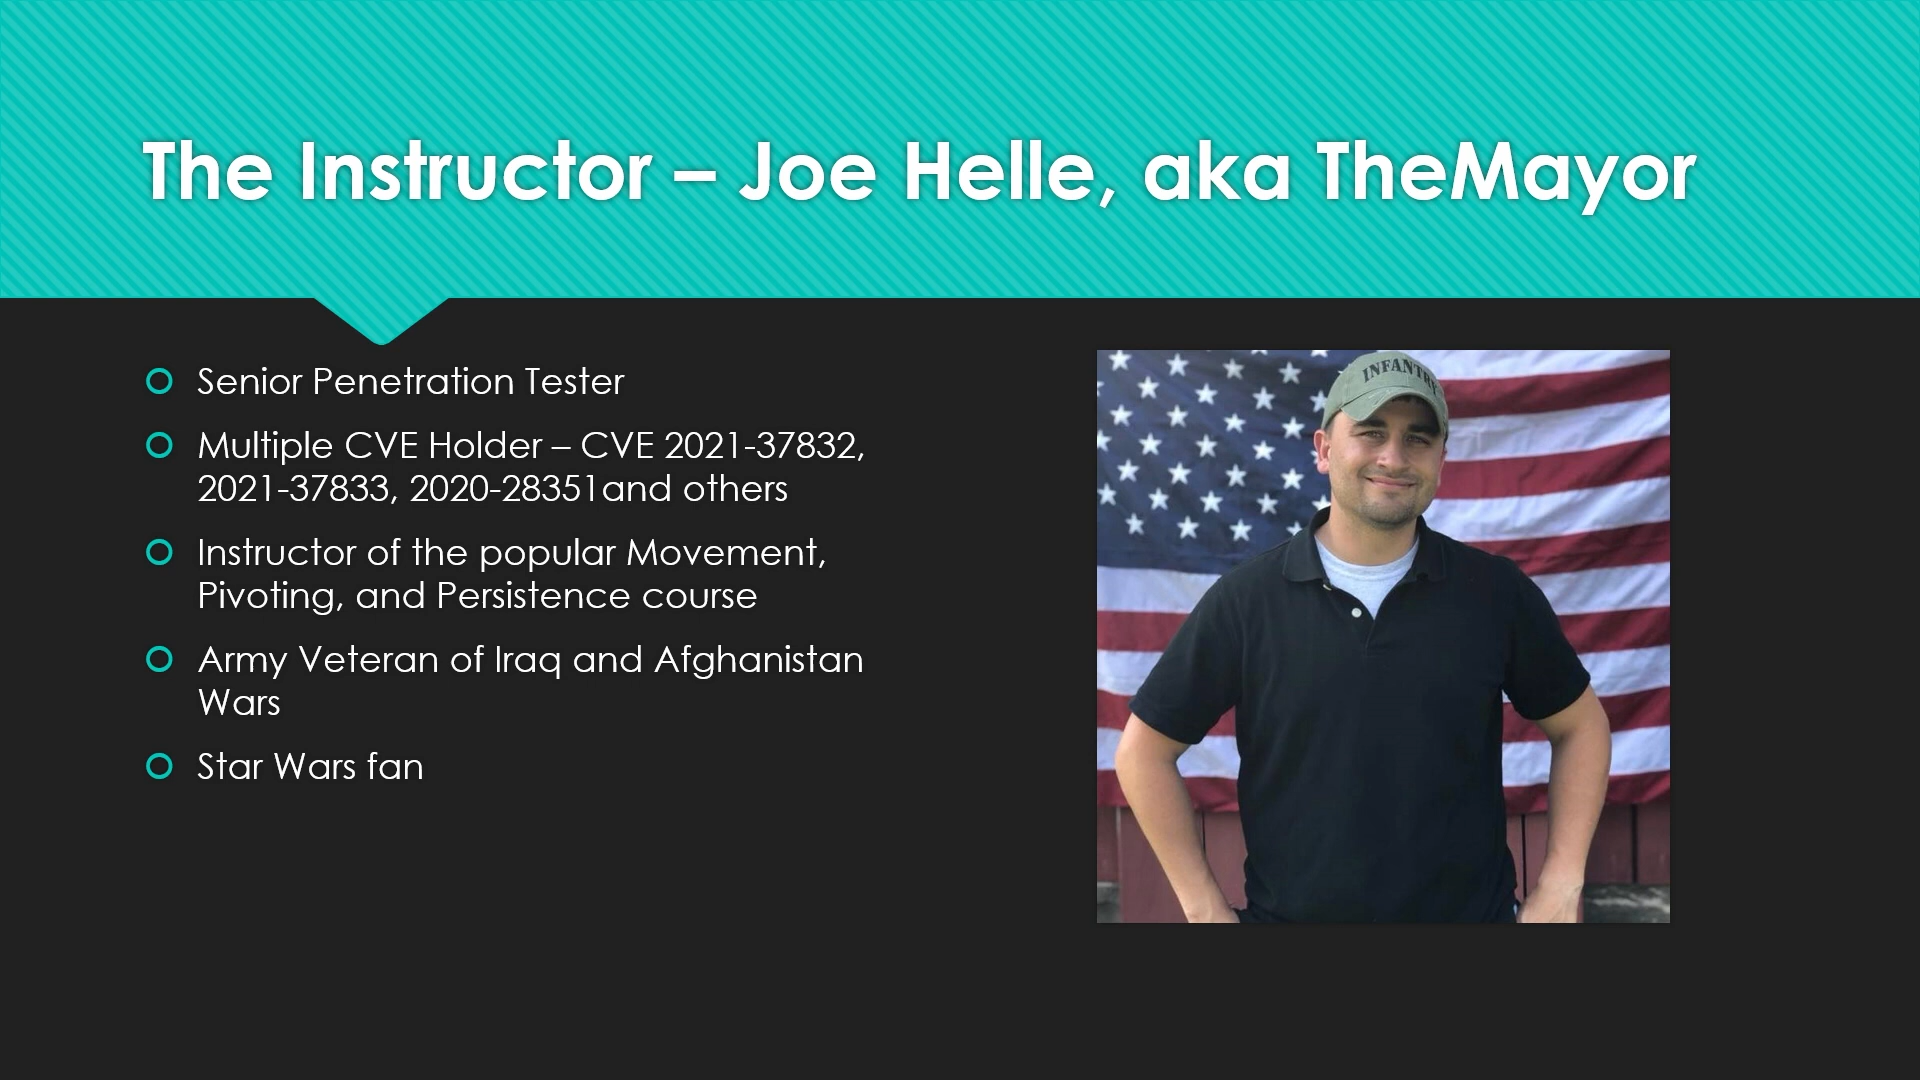 The Instructor – Joe Helle, aka TheMayor
Senior Penetration Tester
Multiple CVE Holder – CVE 2021-37832,
2021-37833, 2020-28351and others
Instructor of the popular Movement,
Pivoting, and Persistence course
Army Veteran of Iraq and Afghanistan
Wars
Star Wars fan
INFANTRY